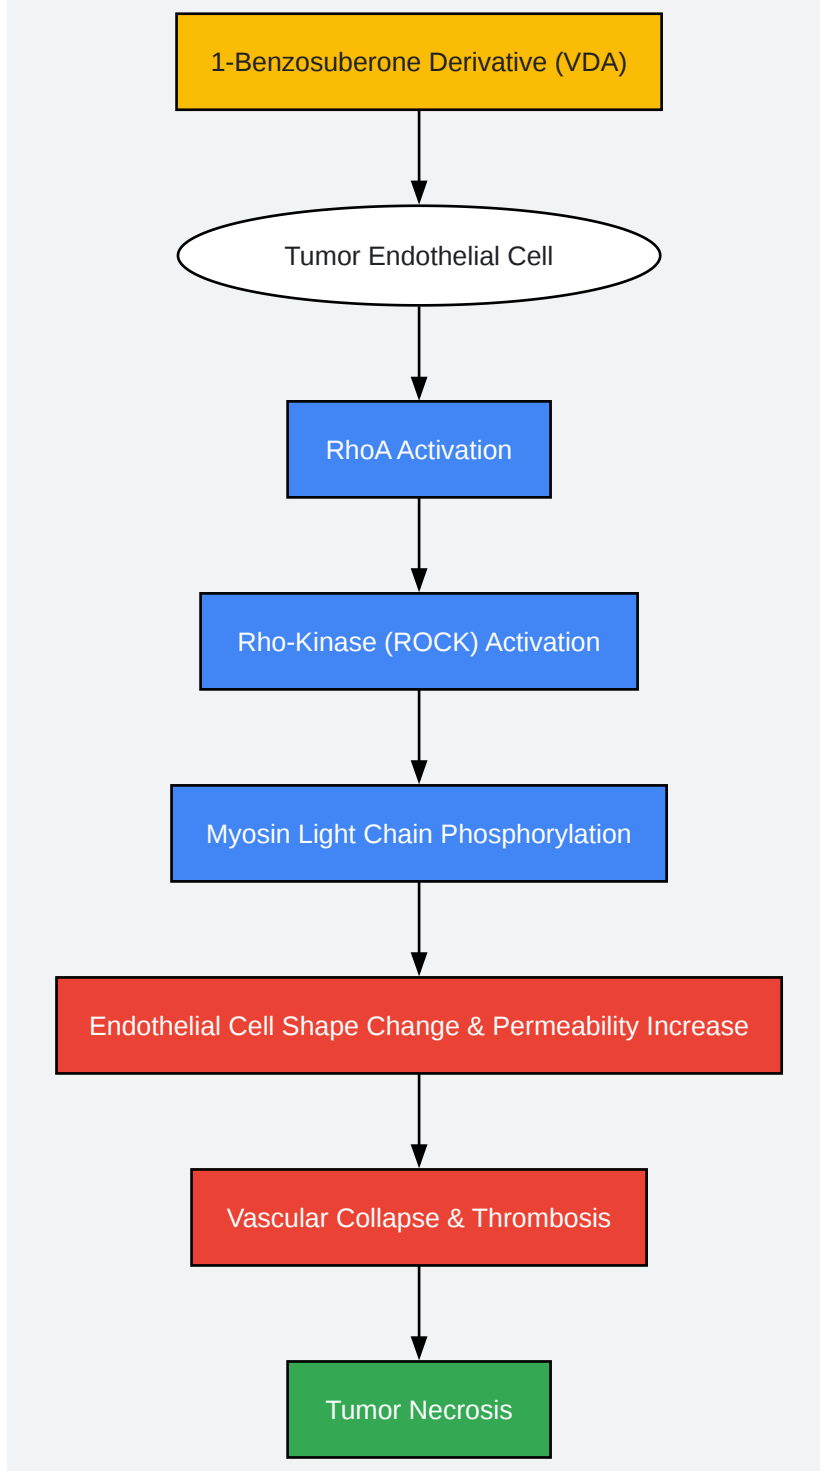 1-Benzosuberone Derivative (VDA)
Tumor Endothelial Cell
RhoA Activation
Rho-Kinase (ROCK) Activation
Myosin Light Chain Phosphorylation
Endothelial Cell Shape Change & Permeability Increase
Vascular Collapse & Thrombosis
Tumor Necrosis